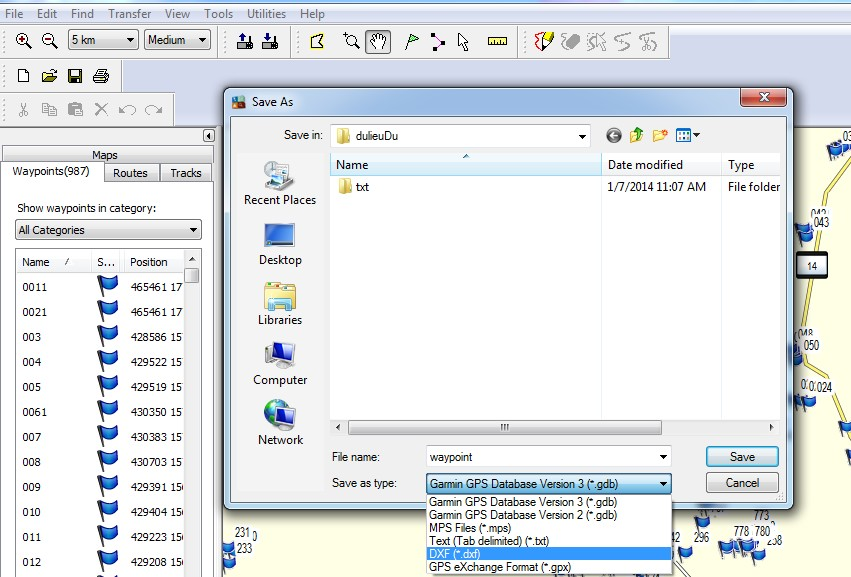 File Edit Find Transfer View Tools Utilities Help
5 km
Medium
Save As
Save in: dulieuDu
Maps
Waypoints(987) Routes Tracks
Show waypoints in category:
All Categories
Name / S... Position
0011 465461 17
0021 465461 17
003 428586 15
004 429522 15
005 429519 15
0061 430350 15
007 430383 15
008 430703 15
009 429391 15
010 429404 15
011 429223 15
012 429208 15
Recent Places
Desktop
Libraries
Computer
Network
Name Date modified Type
txt 1/7/2014 11:07 AM File folder
File name: waypoint
Save
Save as type: Garmin GPS Database Version 3 (*.gdb)
Cancel
Garmin GPS Database Version 3 (*.gdb)
Garmin GPS Database Version 2 (*.gdb)
MPS Files (*.mps)
Text (Tab delimited) (*.txt)
DXF (*.dxf)
GPS eXchange Format (*.gpx)
043
14
050
024
231
233
296
773
778 780